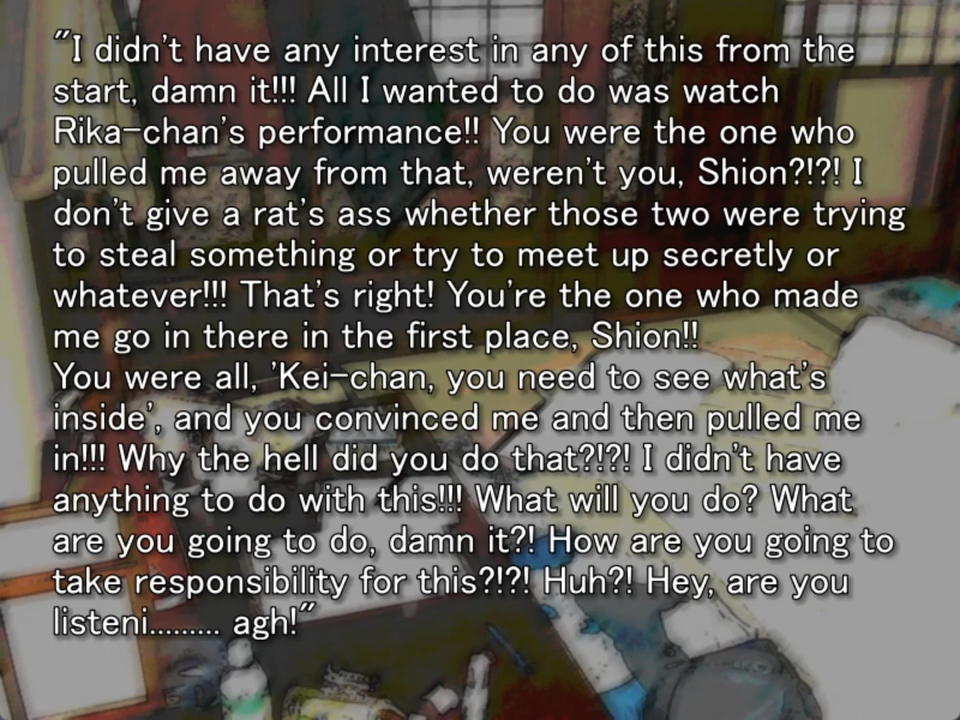 "I didn't have any interest in any of this from the
start, damn it!!! All I wanted to do was watch
Rika-chan's performance!! You were the one who
pulled me away from that, weren't you, Shion?!?! I
don't give a rat's ass whether those two were trying
to steal something or try to meet up secretly or
whatever!!! That's right! You're the one who made
me go in there in the first place, Shion!!
You were all, 'Kei-chan, you need to see what's
inside', and you convinced me and then pulled me
in!!! Why the hell did you do that?!?! I didn't have
anything to do with this!!! What will you do? What
are you going to do, damn it?! How are you going to
take responsibility for this?!?! Huh?! Hey, are you
listeni......... agh!"